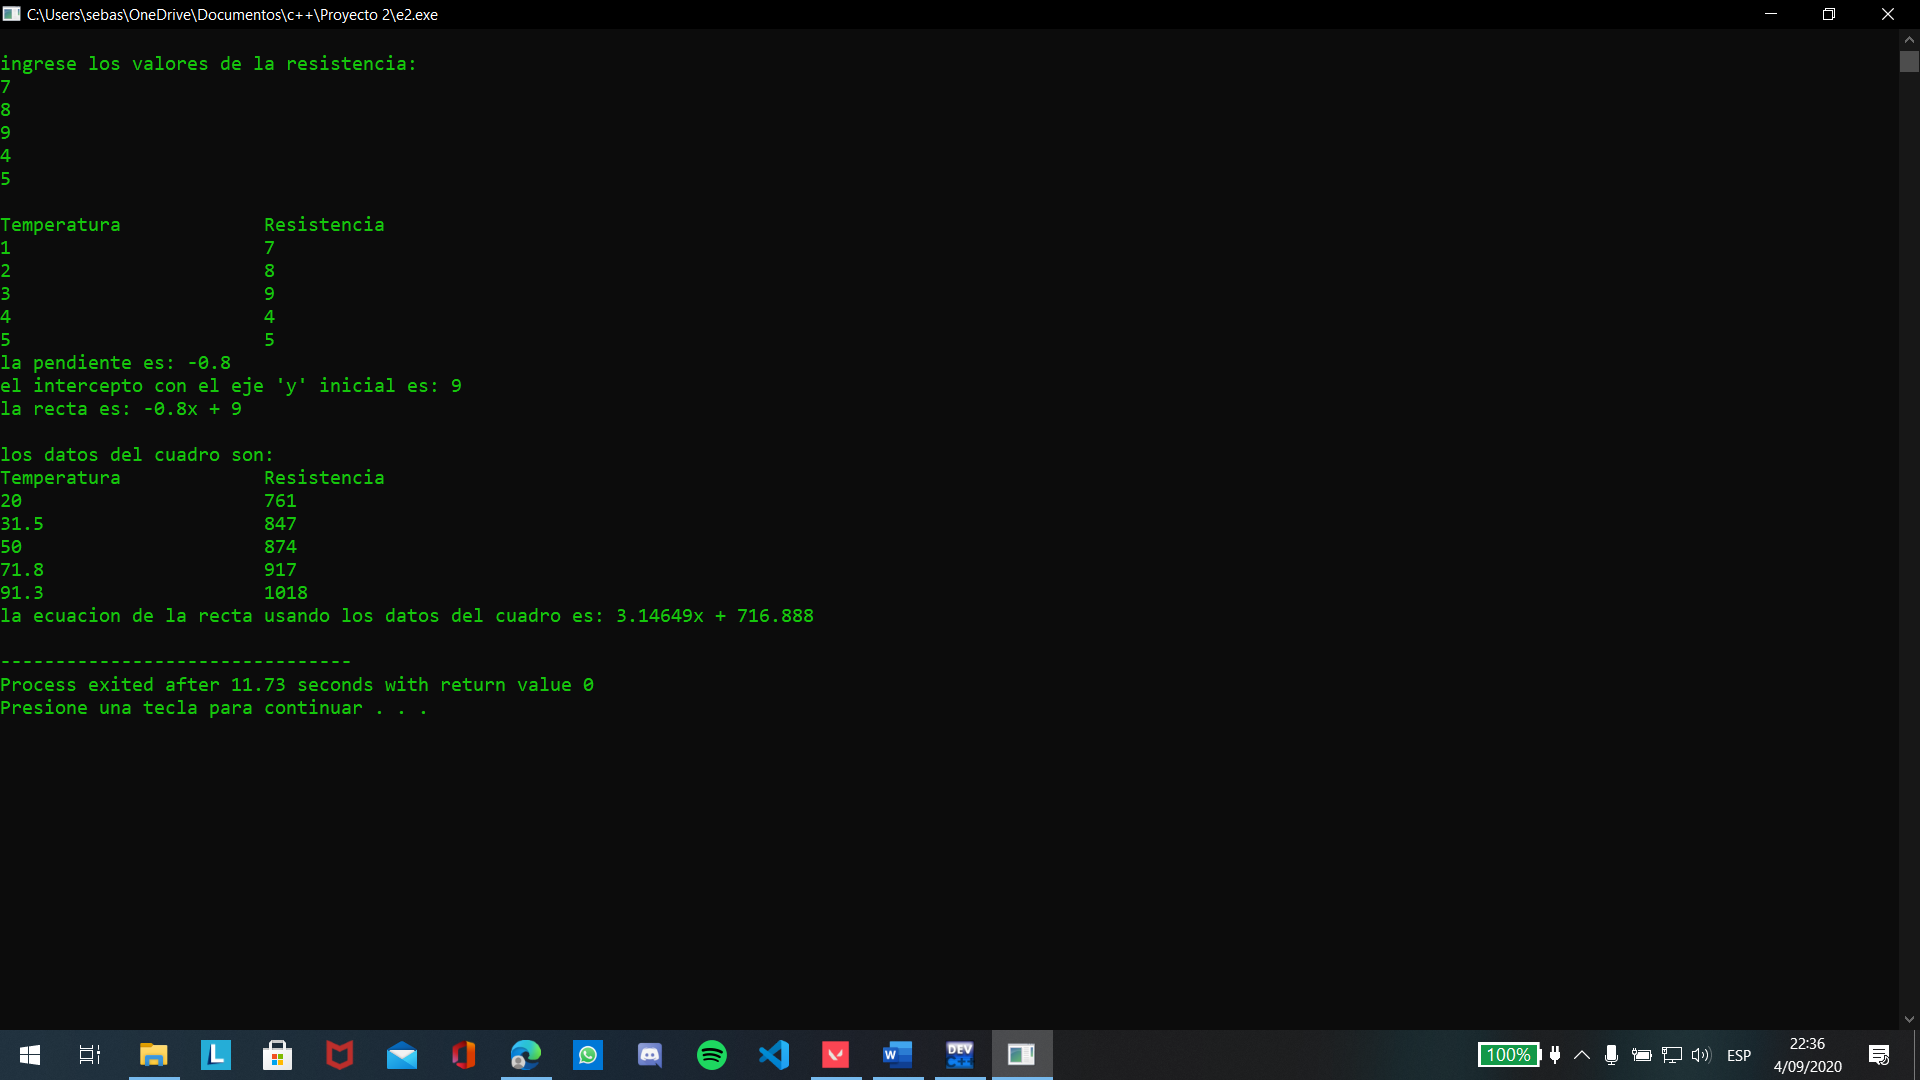 C:\Users\sebas\OneDrive\Documentos\c++\Proyecto 2\e2.exe
ingrese los valores de la resistencia:
7
8
9
4
5
Temperatura Resistencia
1 7
2 8
3 9
4 4
5 5
la pendiente es: -0.8
el intercepto con el eje 'y' inicial es: 9
la recta es: -0.8x + 9
los datos del cuadro son:
Temperatura Resistencia
20 761
31.5 847
50 874
71.8 917
91.3 1018
la ecuacion de la recta usando los datos del cuadro es: 3.14649x + 716.888
--------------------------------
Process exited after 11.73 seconds with return value 0
Presione una tecla para continuar . . .
L
W
DEV
C++
100%
ESP
22:36
4/09/2020